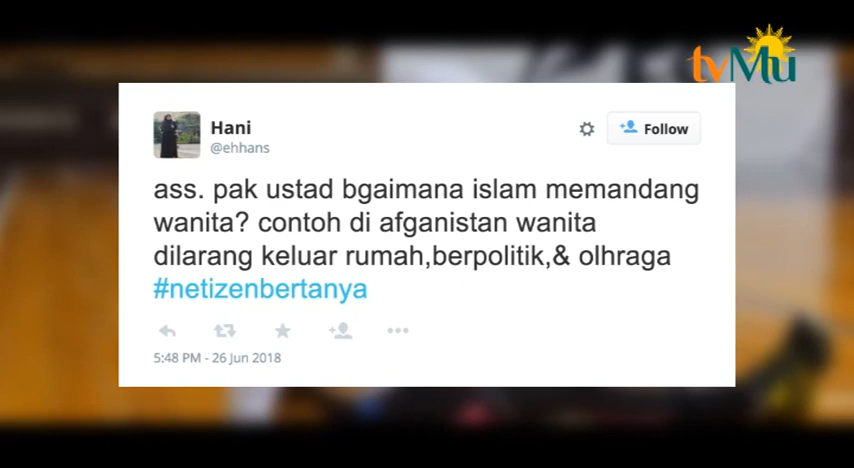 tvMu
Hani
@ehhans
Follow
ass. pak ustad bgaimana islam memandang
wanita? contoh di afganistan wanita
dilarang keluar rumah,berpolitik,& olhraga
#netizenbertanya
5:48 PM - 26 Jun 2018